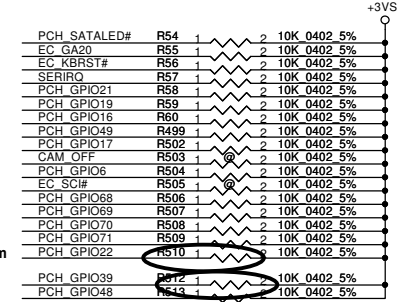 +3VS
PCH_SATALED# R54 1 2 10K_0402_5%
EC_GA20 R55 1 2 10K_0402_5%
EC_KBRST# R56 1 2 10K_0402_5%
SERIRQ R57 1 2 10K_0402_5%
PCH_GPIO21 R58 1 2 10K_0402_5%
PCH_GPIO19 R59 1 2 10K_0402_5%
PCH_GPIO16 R60 1 2 10K_0402_5%
PCH_GPIO49 R499 1 2 10K_0402_5%
PCH_GPIO17 R502 1 2 10K_0402_5%
CAM_OFF R503 1 @ 2 10K_0402_5%
PCH_GPIO6 R504 1 2 10K_0402_5%
EC_SCI# R505 1 @ 2 10K_0402_5%
PCH_GPIO68 R506 1 2 10K_0402_5%
PCH_GPIO69 R507 1 2 10K_0402_5%
PCH_GPIO70 R508 1 2 10K_0402_5%
PCH_GPIO71 R509 1 2 10K_0402_5%
PCH_GPIO22 R510 1 2 10K_0402_5%
PCH_GPIO39 R512 1 2 10K_0402_5%
PCH_GPIO48 R513 1 2 10K_0402_5%